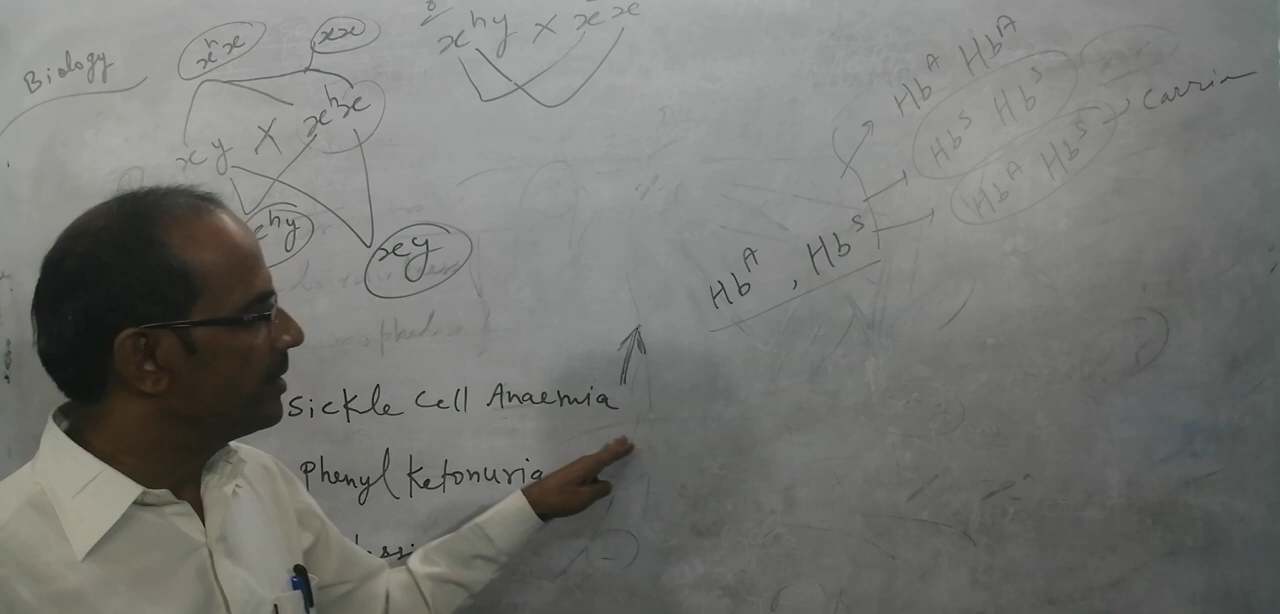 Biology
xʰx
xx
xʰy × xx
xy × xʰx
xʰy
xy
Hbᴬ Hbᴬ
Hbˢ Hbˢ
Hbᴬ Hbˢ → Carrier
Hbᴬ , Hbˢ
Sickle Cell Anaemia
Phenyl Ketonuria